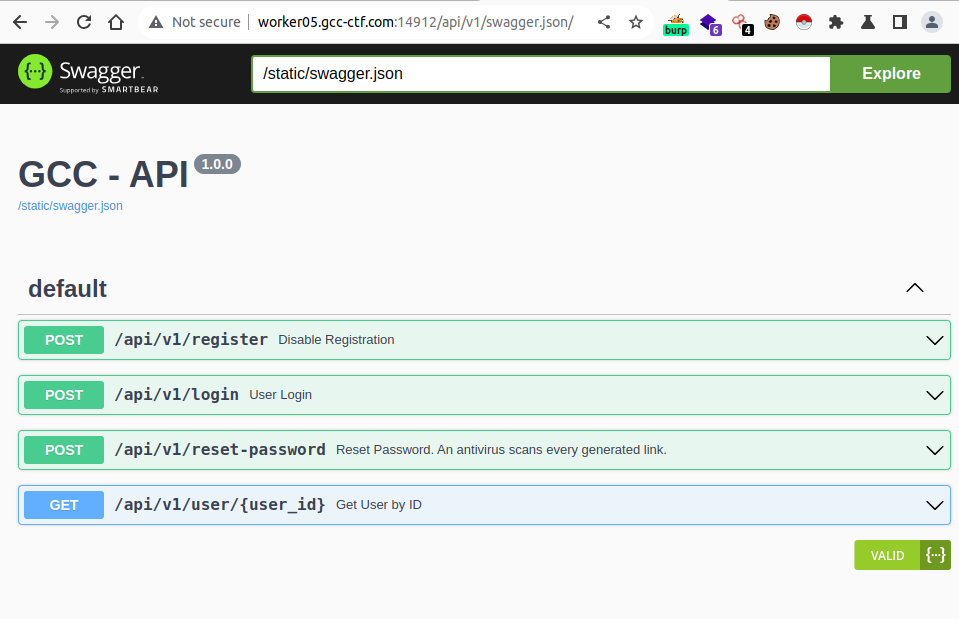 Not secure worker05.gcc-ctf.com:14912/api/v1/swagger.json/ burp 6 4
Swagger
Supported by SMARTBEAR
/static/swagger.json Explore
GCC - API 1.0.0
/static/swagger.json
default
POST /api/v1/register Disable Registration
POST /api/v1/login User Login
POST /api/v1/reset-password Reset Password. An antivirus scans every generated link.
GET /api/v1/user/{user_id} Get User by ID
VALID {...}